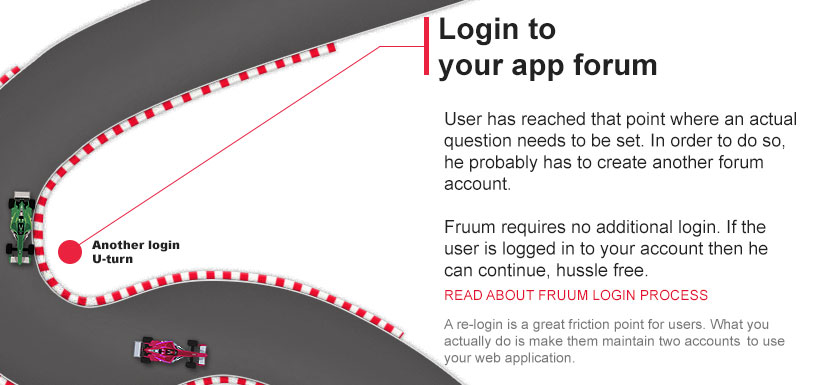 Login to
your app forum
User has reached that point where an actual
question needs to be set. In order to do so,
he probably has to create another forum
account.
Another login
U-turn
Fruum requires no additional login. If the
user is logged in to your account then he
can continue, hussle free.
READ ABOUT FRUUM LOGIN PROCESS
A re-login is a great friction point for users. What you
actually do is make them maintain two accounts to use
your web application.